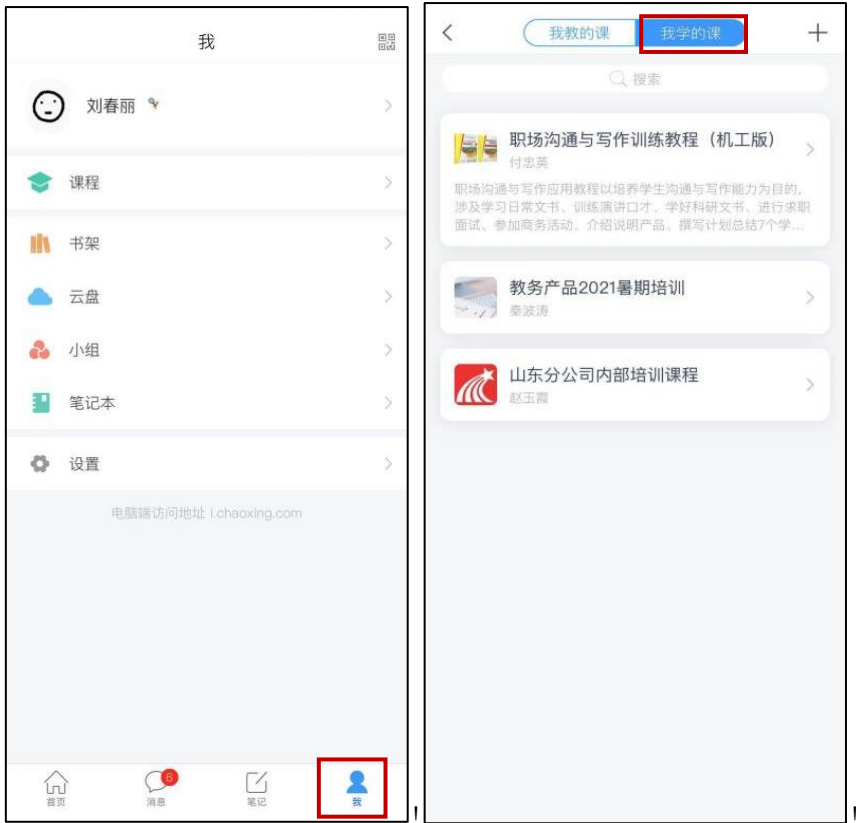 我
刘春丽
课程
书架
云盘
小组
笔记本
设置
电脑端访问地址 i.chaoxing.com
首页
6
消息
笔记
我
我教的课
我学的课
搜索
职场沟通与写作训练教程（机工版）
付忠英
职场沟通与写作应用教程以培养学生沟通与写作能力为目的，
涉及学习日常文书、训练演讲口才、学好科研文书、进行求职
面试、参加商务活动、介绍说明产品、撰写计划总结7个学...
教务产品2021暑期培训
秦波涛
山东分公司内部培训课程
赵玉霞